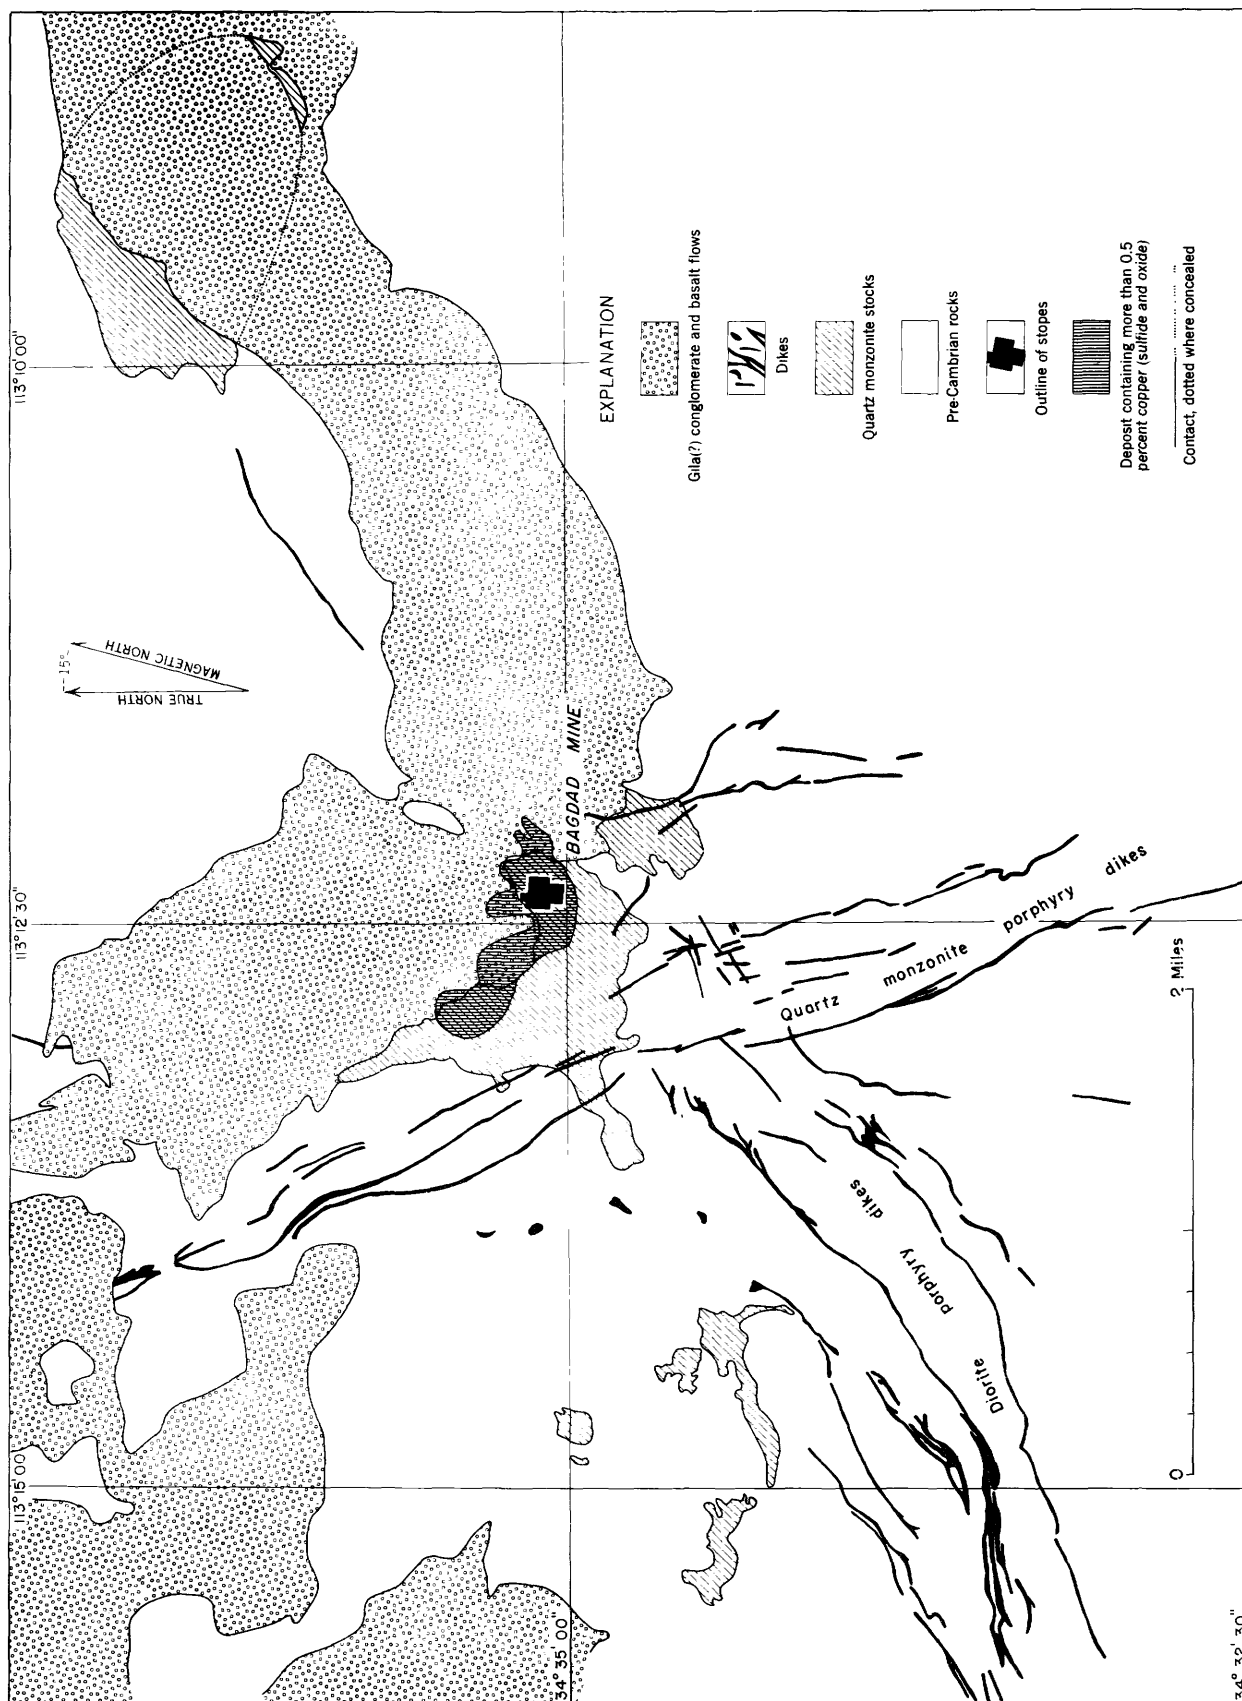 113° 15' 00"
113° 12' 30"
113° 10' 00"
TRUE NORTH
MAGNETIC NORTH
15°
34° 35' 00"
BAGDAD MINE
Quartz monzonite porphyry dikes
Diorite porphyry dikes
34° 32' 30"
0 2 Miles
EXPLANATION
Gila(?) conglomerate and basalt flows
Dikes
Quartz monzonite stocks
Pre-Cambrian rocks
Outline of stopes
Deposit containing more than 0.5
percent copper (sulfide and oxide)
Contact, dotted where concealed